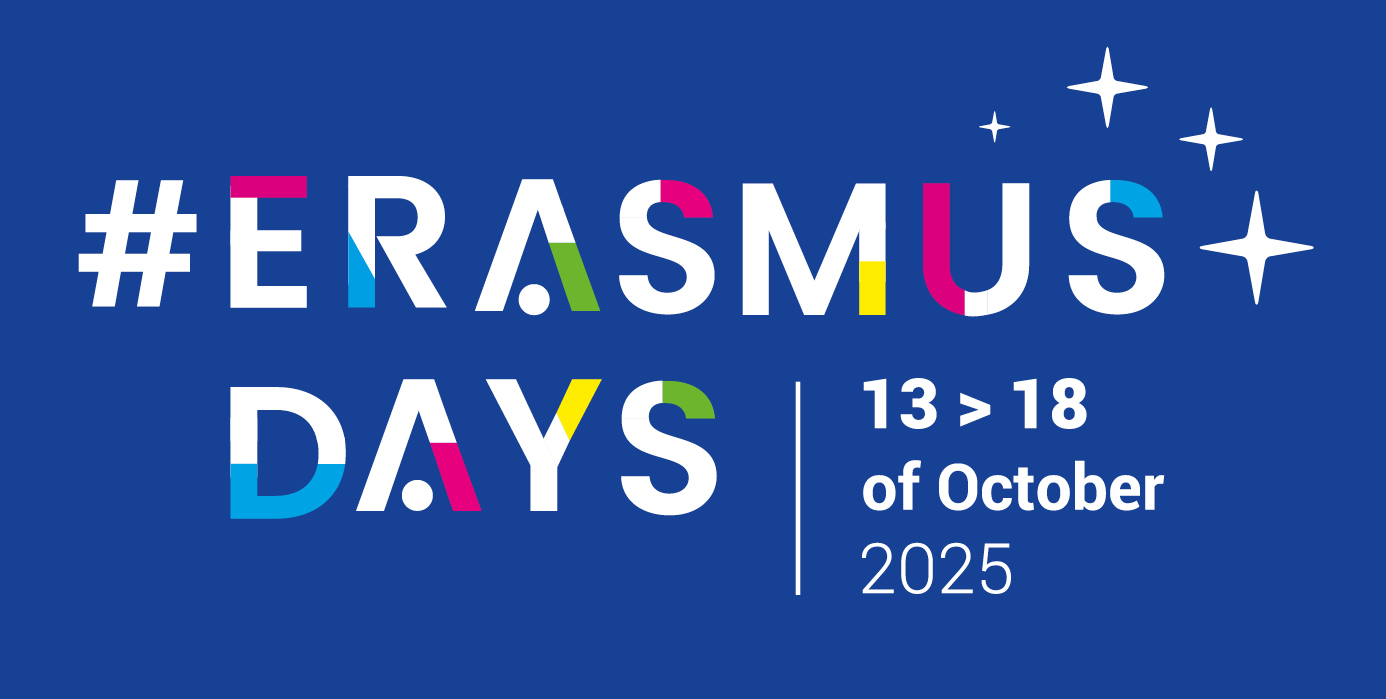 #ERASMUS
DAYS
13 > 18
of October
2025